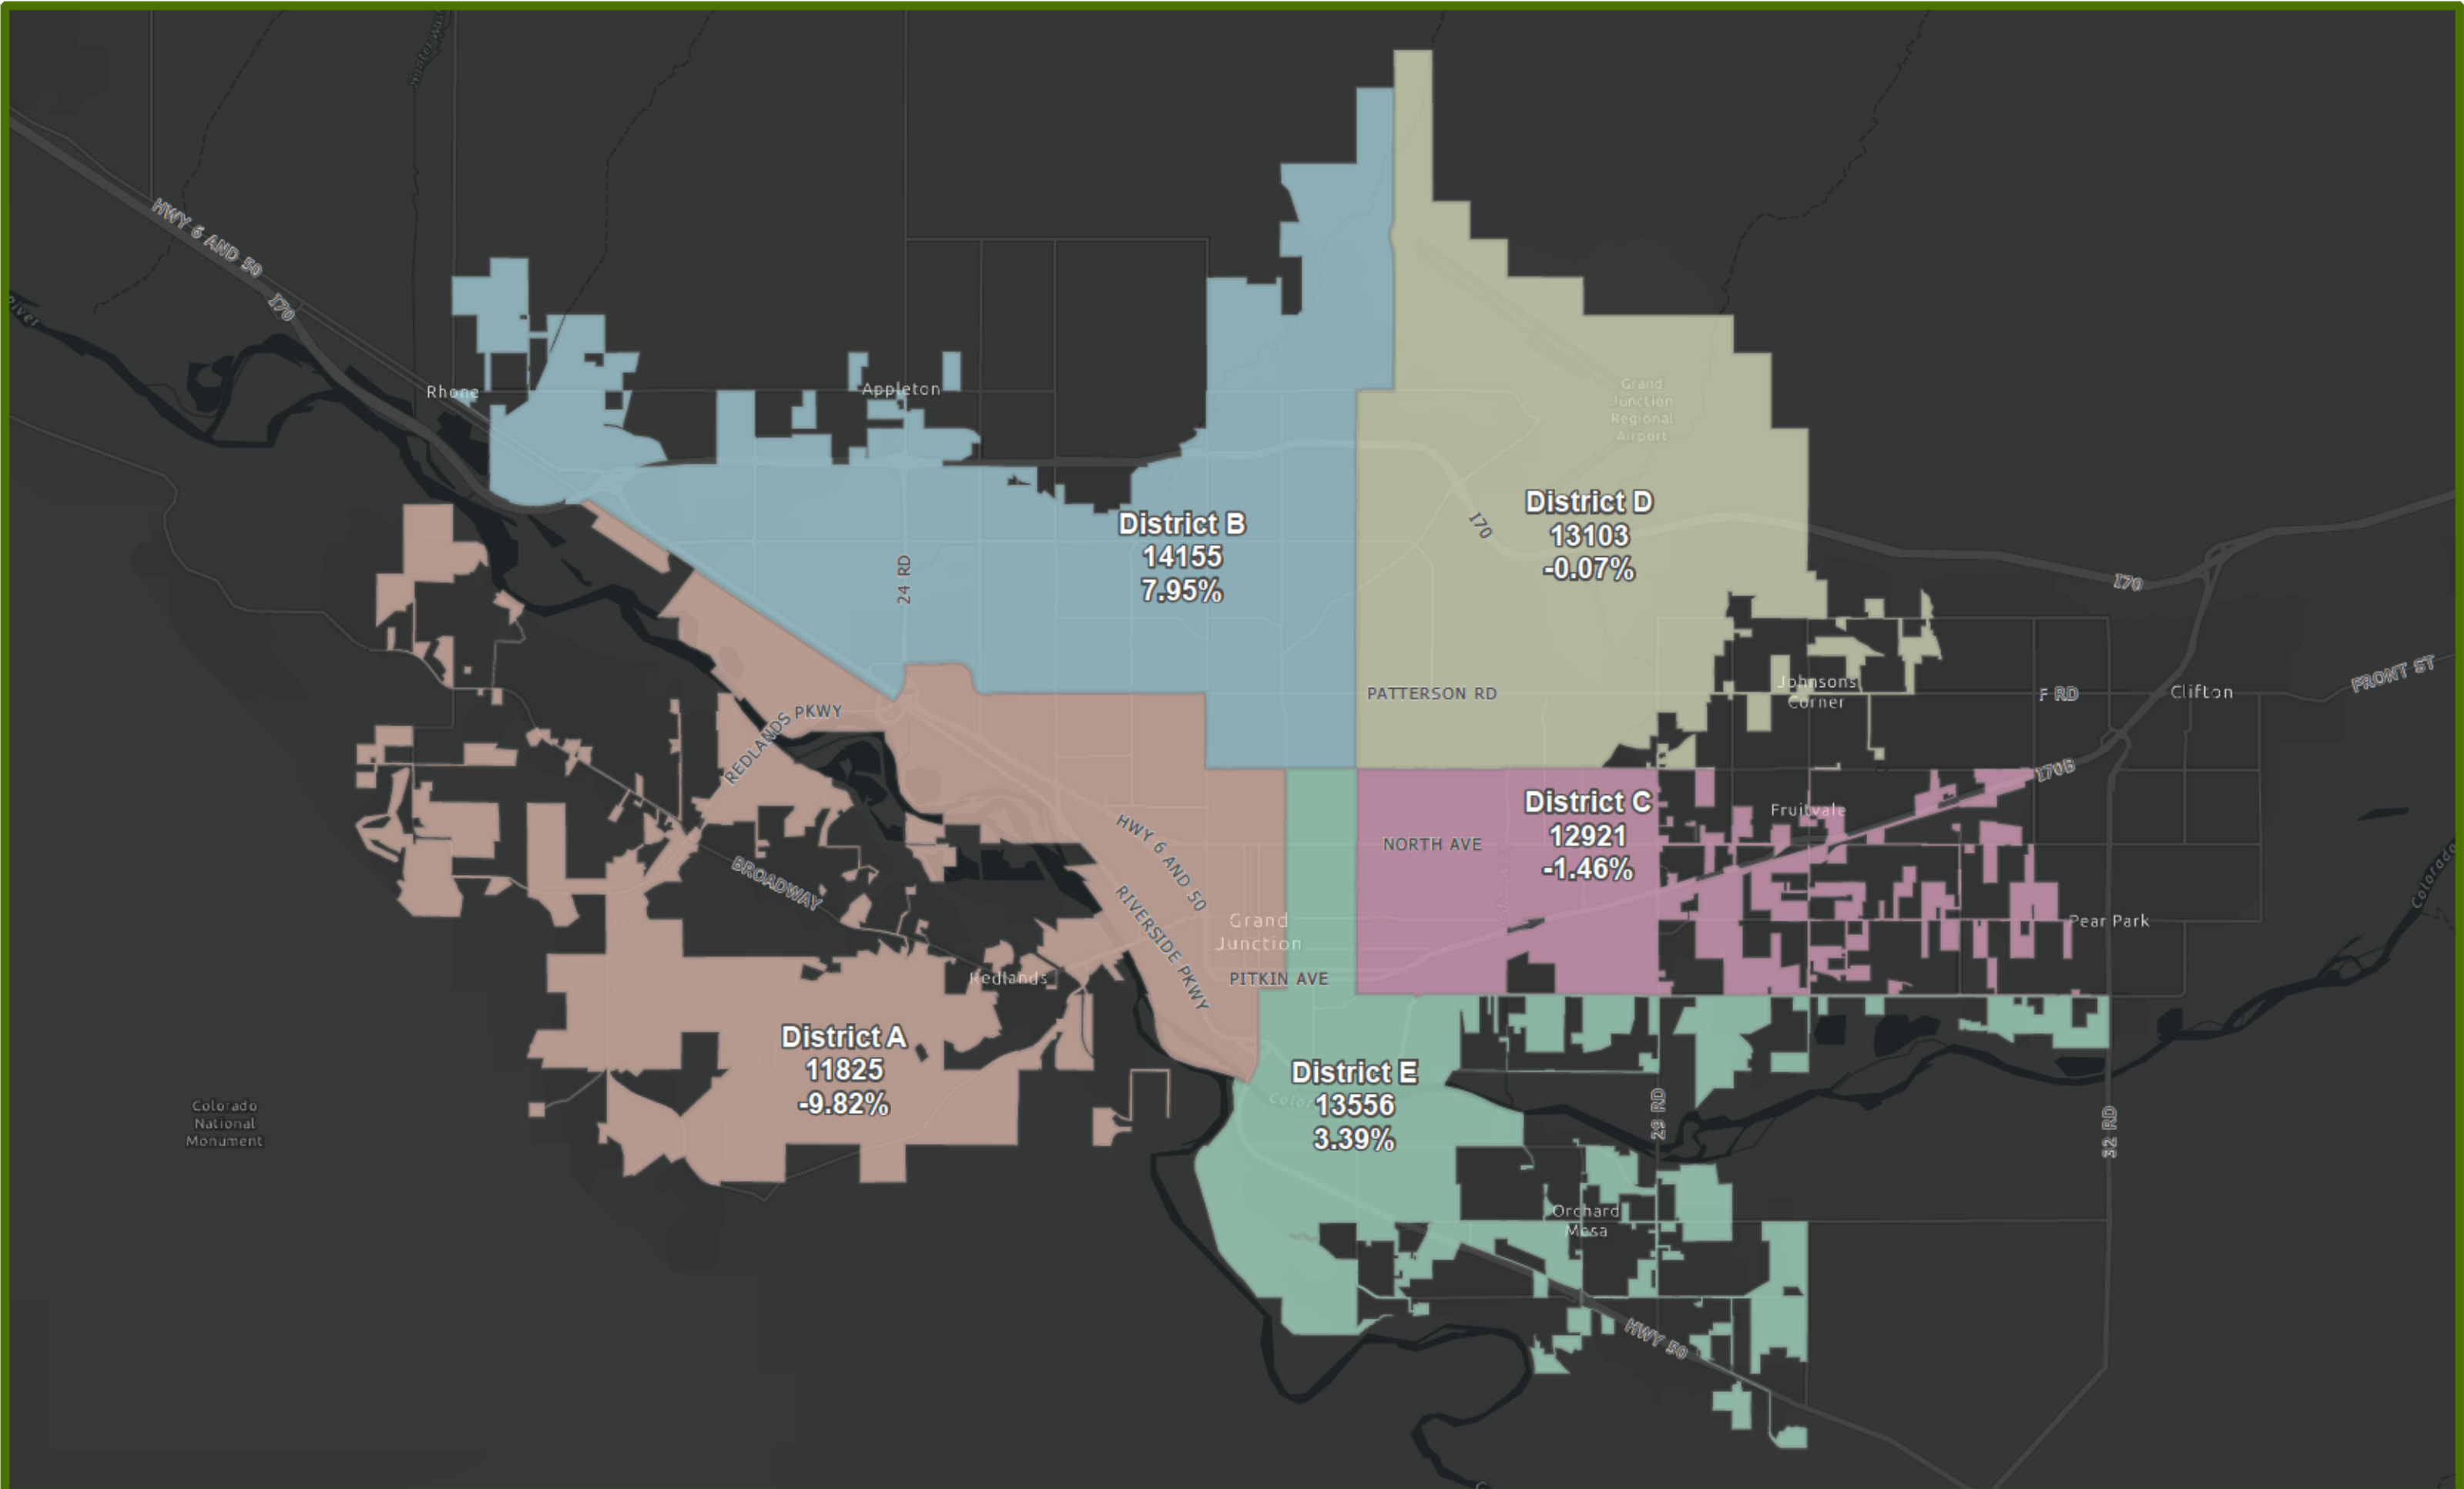 HWY 6 AND 50
I70
River
Rhone
Appleton
Grand
Junction
Regional
Airport
District B
14155
7.95%
24 RD
District D
13103
-0.07%
I70
I70
PATTERSON RD
Johnsons
Corner
F RD
Clifton
FRONT ST
REDLANDS PKWY
I70B
District C
12921
-1.46%
Fruitvale
NORTH AVE
HWY 6 AND 50
BROADWAY
RIVERSIDE PKWY
Grand
Junction
PITKIN AVE
Pear Park
Colorado
Redlands
District A
11825
-9.82%
District E
13556
3.39%
Colorado
National
Monument
29 RD
32 RD
Orchard
Mesa
HWY 50